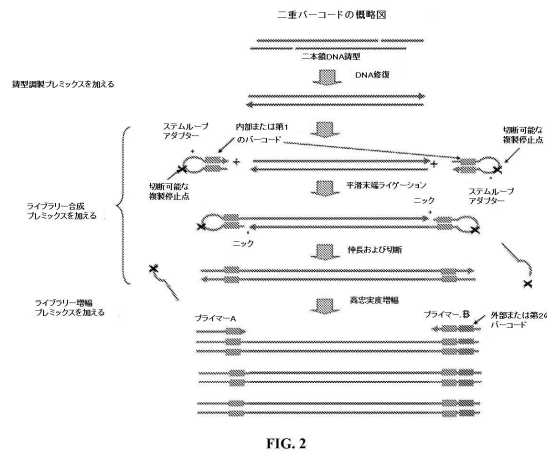 二重バーコードの概略図
二本鎖DNA鋳型
DNA修復
鋳型調製プレミックスを加える
ステムループ
アダプター
内部または第1
のバーコード
切断可能な
複製停止点
切断可能な
複製停止点
平滑末端ライゲーション
ステムループ
アダプター
ライブラリー合成
プレミックスを加える
ニック
ニック
伸長および切断
ライブラリー増幅
プレミックスを加える
高忠実度増幅
プライマーA
プライマー, B
外部または第2の
バーコード
FIG. 2